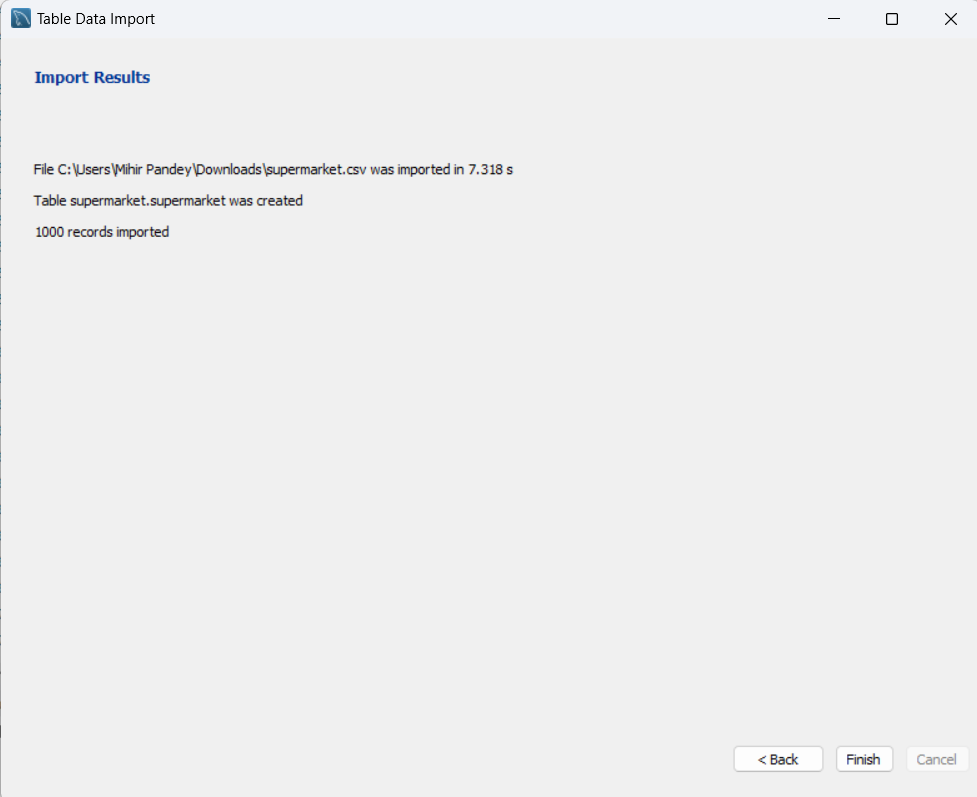 Table Data Import
Import Results
File C:\Users\Mihir Pandey\Downloads\supermarket.csv was imported in 7.318 s
Table supermarket.supermarket was created
1000 records imported
< Back
Finish
Cancel